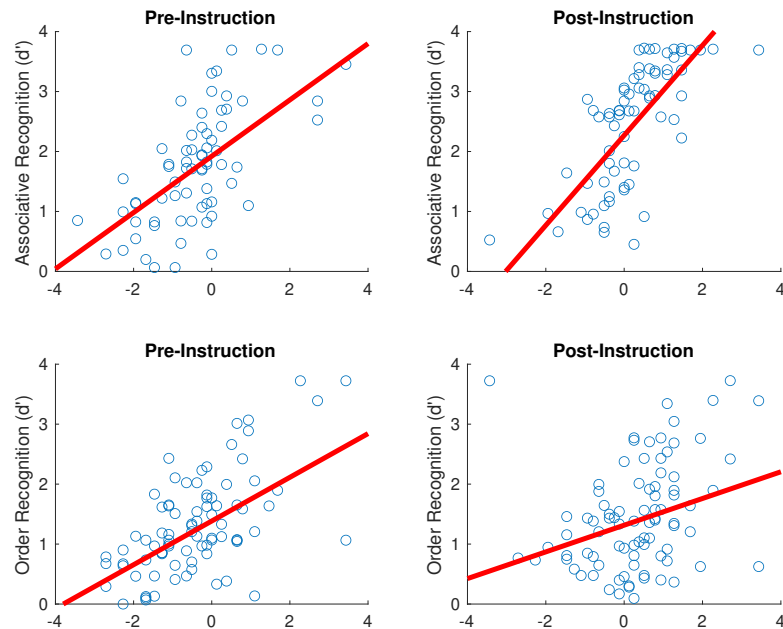 Pre-Instruction
Associative Recognition (d')
4
3
2
1
0
-4 -2 0 2 4
Post-Instruction
Associative Recognition (d')
4
3
2
1
0
-4 -2 0 2 4
Pre-Instruction
Order Recognition (d')
4
3
2
1
0
-4 -2 0 2 4
Post-Instruction
Order Recognition (d')
4
3
2
1
0
-4 -2 0 2 4